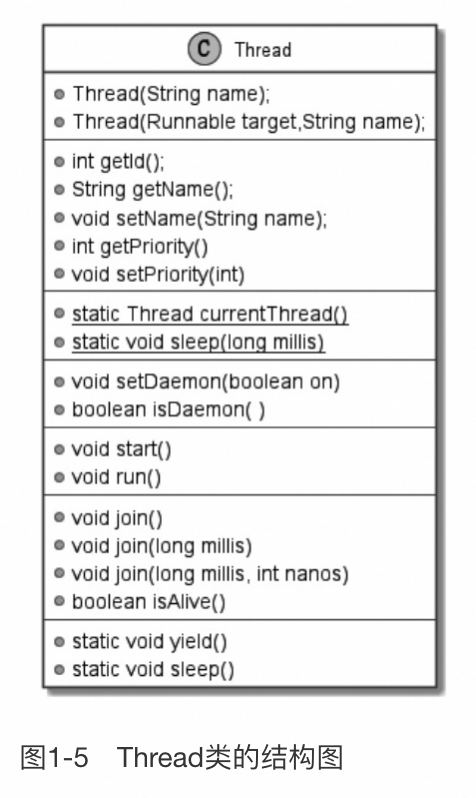 C Thread
Thread(String name);
Thread(Runnable target,String name);
int getId();
String getName();
void setName(String name);
int getPriority()
void setPriority(int)
static Thread currentThread()
static void sleep(long millis)
void setDaemon(boolean on)
boolean isDaemon( )
void start()
void run()
void join()
void join(long millis)
void join(long millis, int nanos)
boolean isAlive()
static void yield()
static void sleep()
图1-5 Thread类的结构图